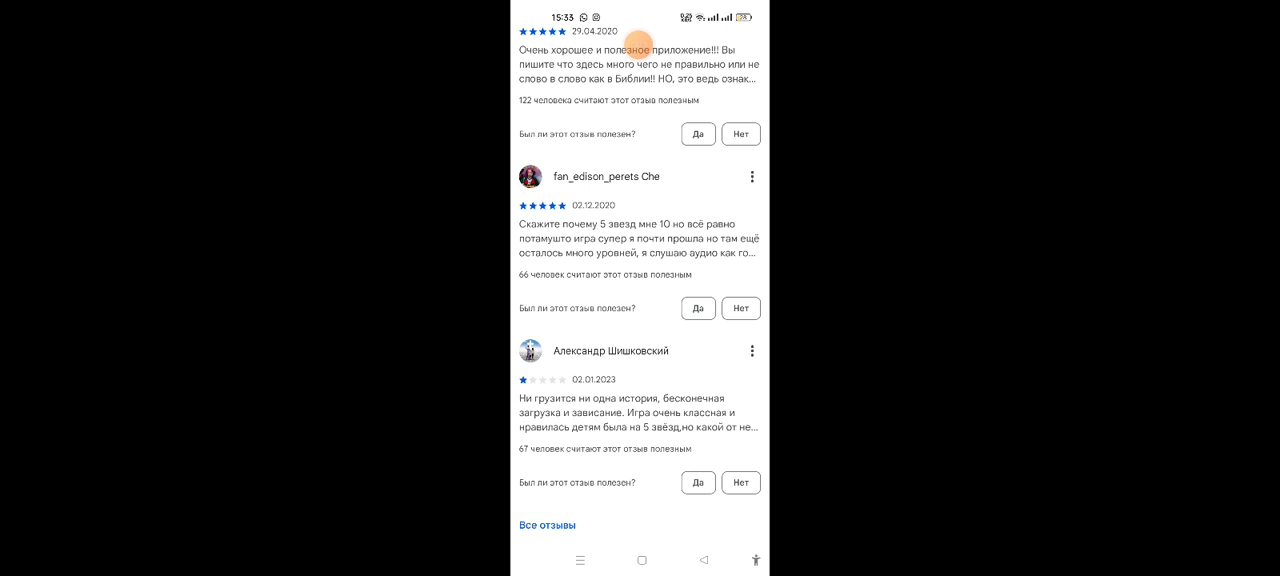 15:33
29.04.2020
Очень хорошее и полезное приложение!!! Вы
пишите что здесь много чего не правильно или не
слово в слово как в Библии!! НО, это ведь ознак...
122 человека считают этот отзыв полезным
Был ли этот отзыв полезен? Да Нет
fan_edison_perets Che
02.12.2020
Скажите почему 5 звезд мне 10 но всё равно
потамушто игра супер я почти прошла но там ещё
осталось много уровней, я слушаю аудио как го...
66 человек считают этот отзыв полезным
Был ли этот отзыв полезен? Да Нет
Александр Шишковский
02.01.2023
Ни грузится ни одна история, бесконечная
загрузка и зависание. Игра очень классная и
нравилась детям была на 5 звёзд,но какой от не...
67 человек считают этот отзыв полезным
Был ли этот отзыв полезен? Да Нет
Все отзывы